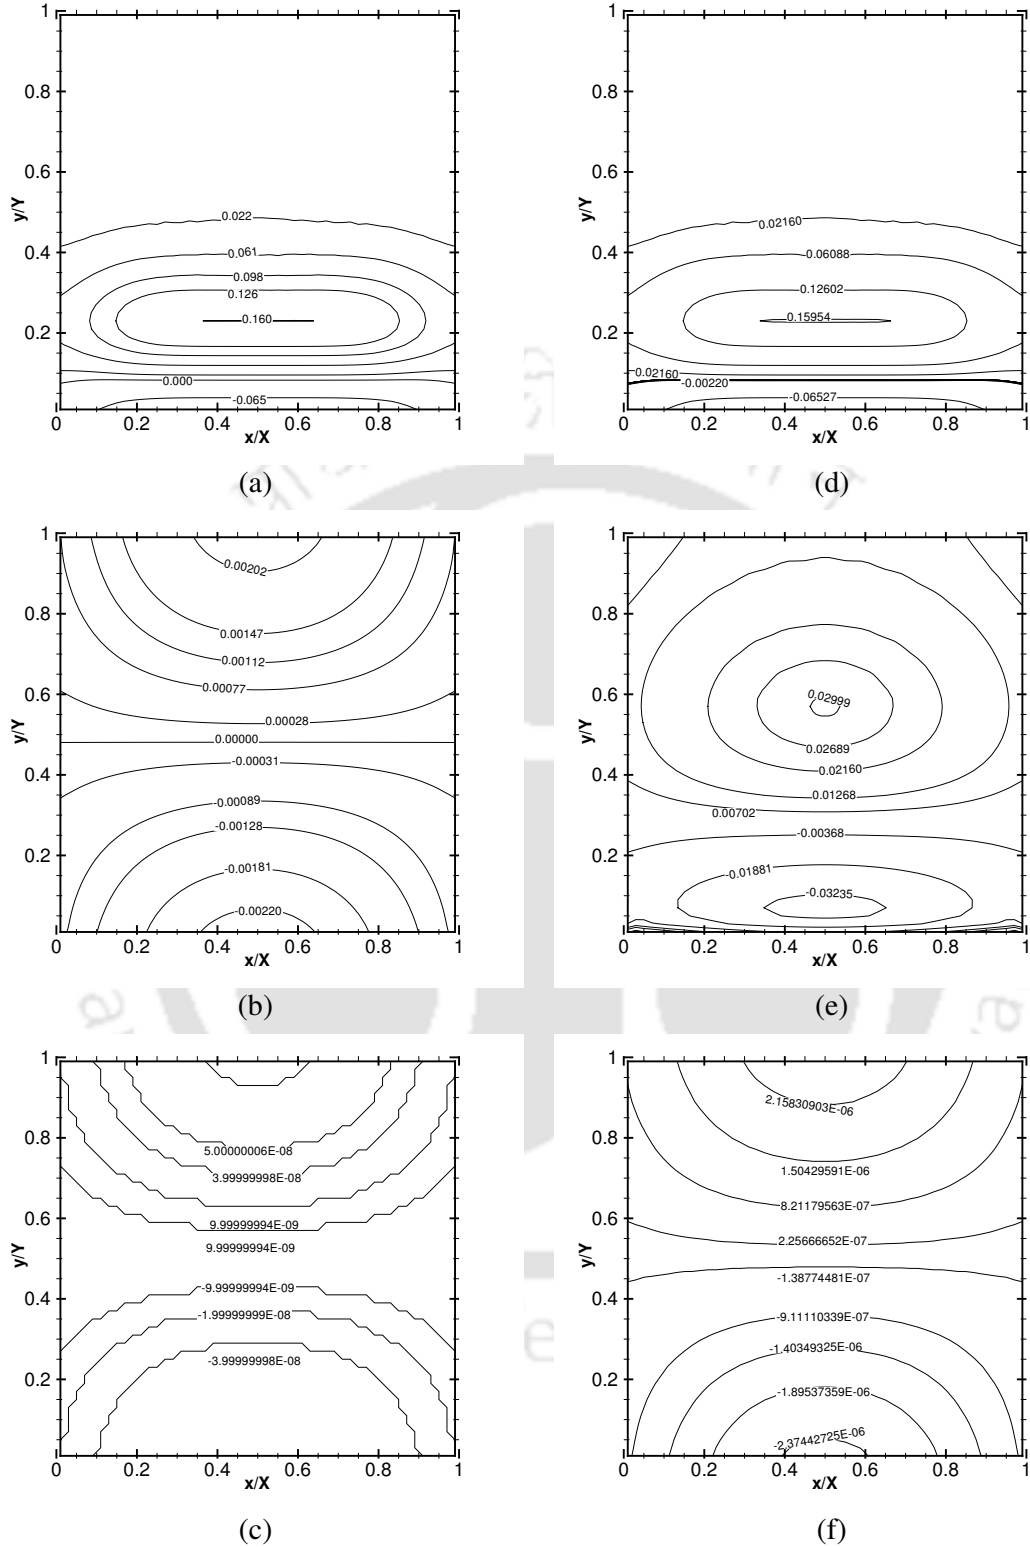 1
0.8
0.6
0.4
0.2
y/Y
0.022
0.061
0.098
0.126
0.160
0.000
-0.065
0 0.2 0.4 0.6 0.8 1
x/X
(a)
1
0.8
0.6
0.4
0.2
y/Y
0.02160
0.06088
0.12602
0.15954
0.02160
-0.00220
-0.06527
0 0.2 0.4 0.6 0.8 1
x/X
(d)
1
0.8
0.6
0.4
0.2
y/Y
0.00202
0.00147
0.00112
0.00077
0.00028
0.00000
-0.00031
-0.00089
-0.00128
-0.00181
-0.00220
0 0.2 0.4 0.6 0.8 1
x/X
(b)
1
0.8
0.6
0.4
0.2
y/Y
0.02999
0.02689
0.02160
0.01268
0.00702
-0.00368
-0.01881
-0.03235
0 0.2 0.4 0.6 0.8 1
x/X
(e)
1
0.8
0.6
0.4
0.2
y/Y
5.00000006E-08
3.99999998E-08
9.99999994E-09
9.99999994E-09
-9.99999994E-09
-1.99999999E-08
-3.99999998E-08
0 0.2 0.4 0.6 0.8 1
x/X
(c)
1
0.8
0.6
0.4
0.2
y/Y
2.15830903E-06
1.50429591E-06
8.21179563E-07
2.25666652E-07
-1.38774481E-07
-9.11110339E-07
-1.40349325E-06
-1.89537359E-06
-2.37442725E-06
0 0.2 0.4 0.6 0.8 1
x/X
(f)